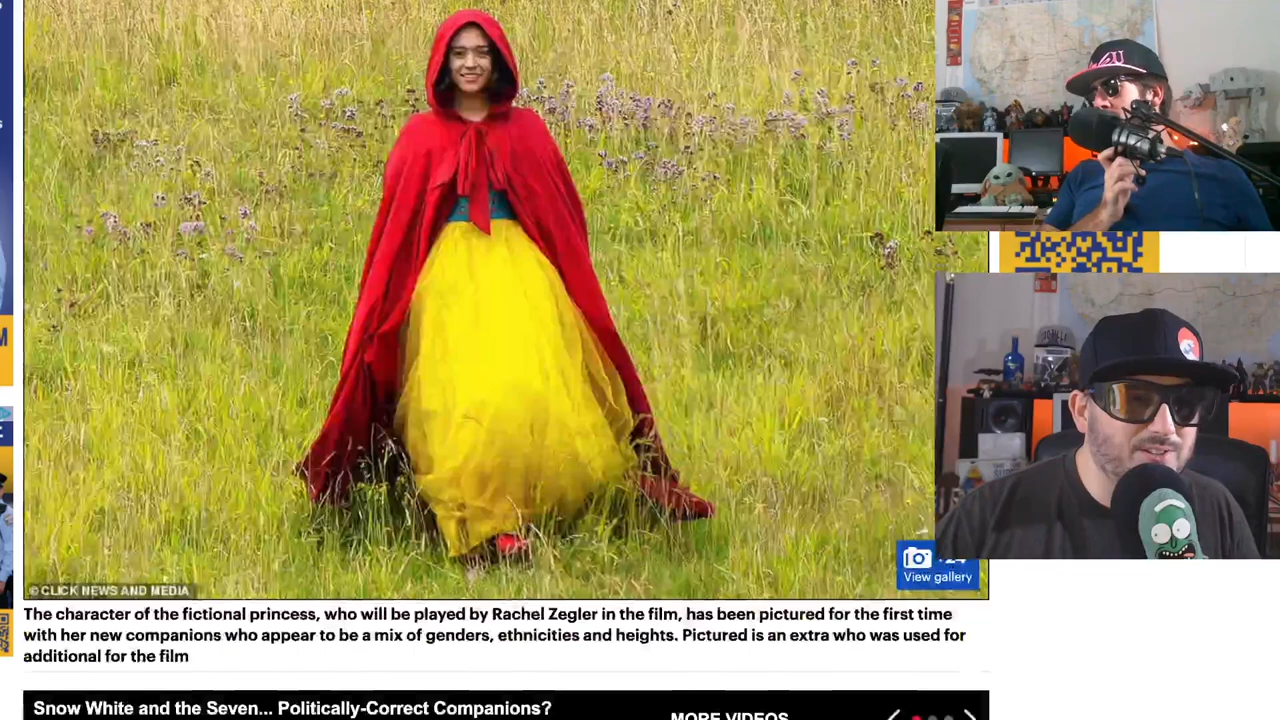 © CLICK NEWS AND MEDIA
View gallery
The character of the fictional princess, who will be played by Rachel Zegler in the film, has been pictured for the first time
with her new companions who appear to be a mix of genders, ethnicities and heights. Pictured is an extra who was used for
additional for the film
Snow White and the Seven... Politically-Correct Companions?
MORE VIDEOS